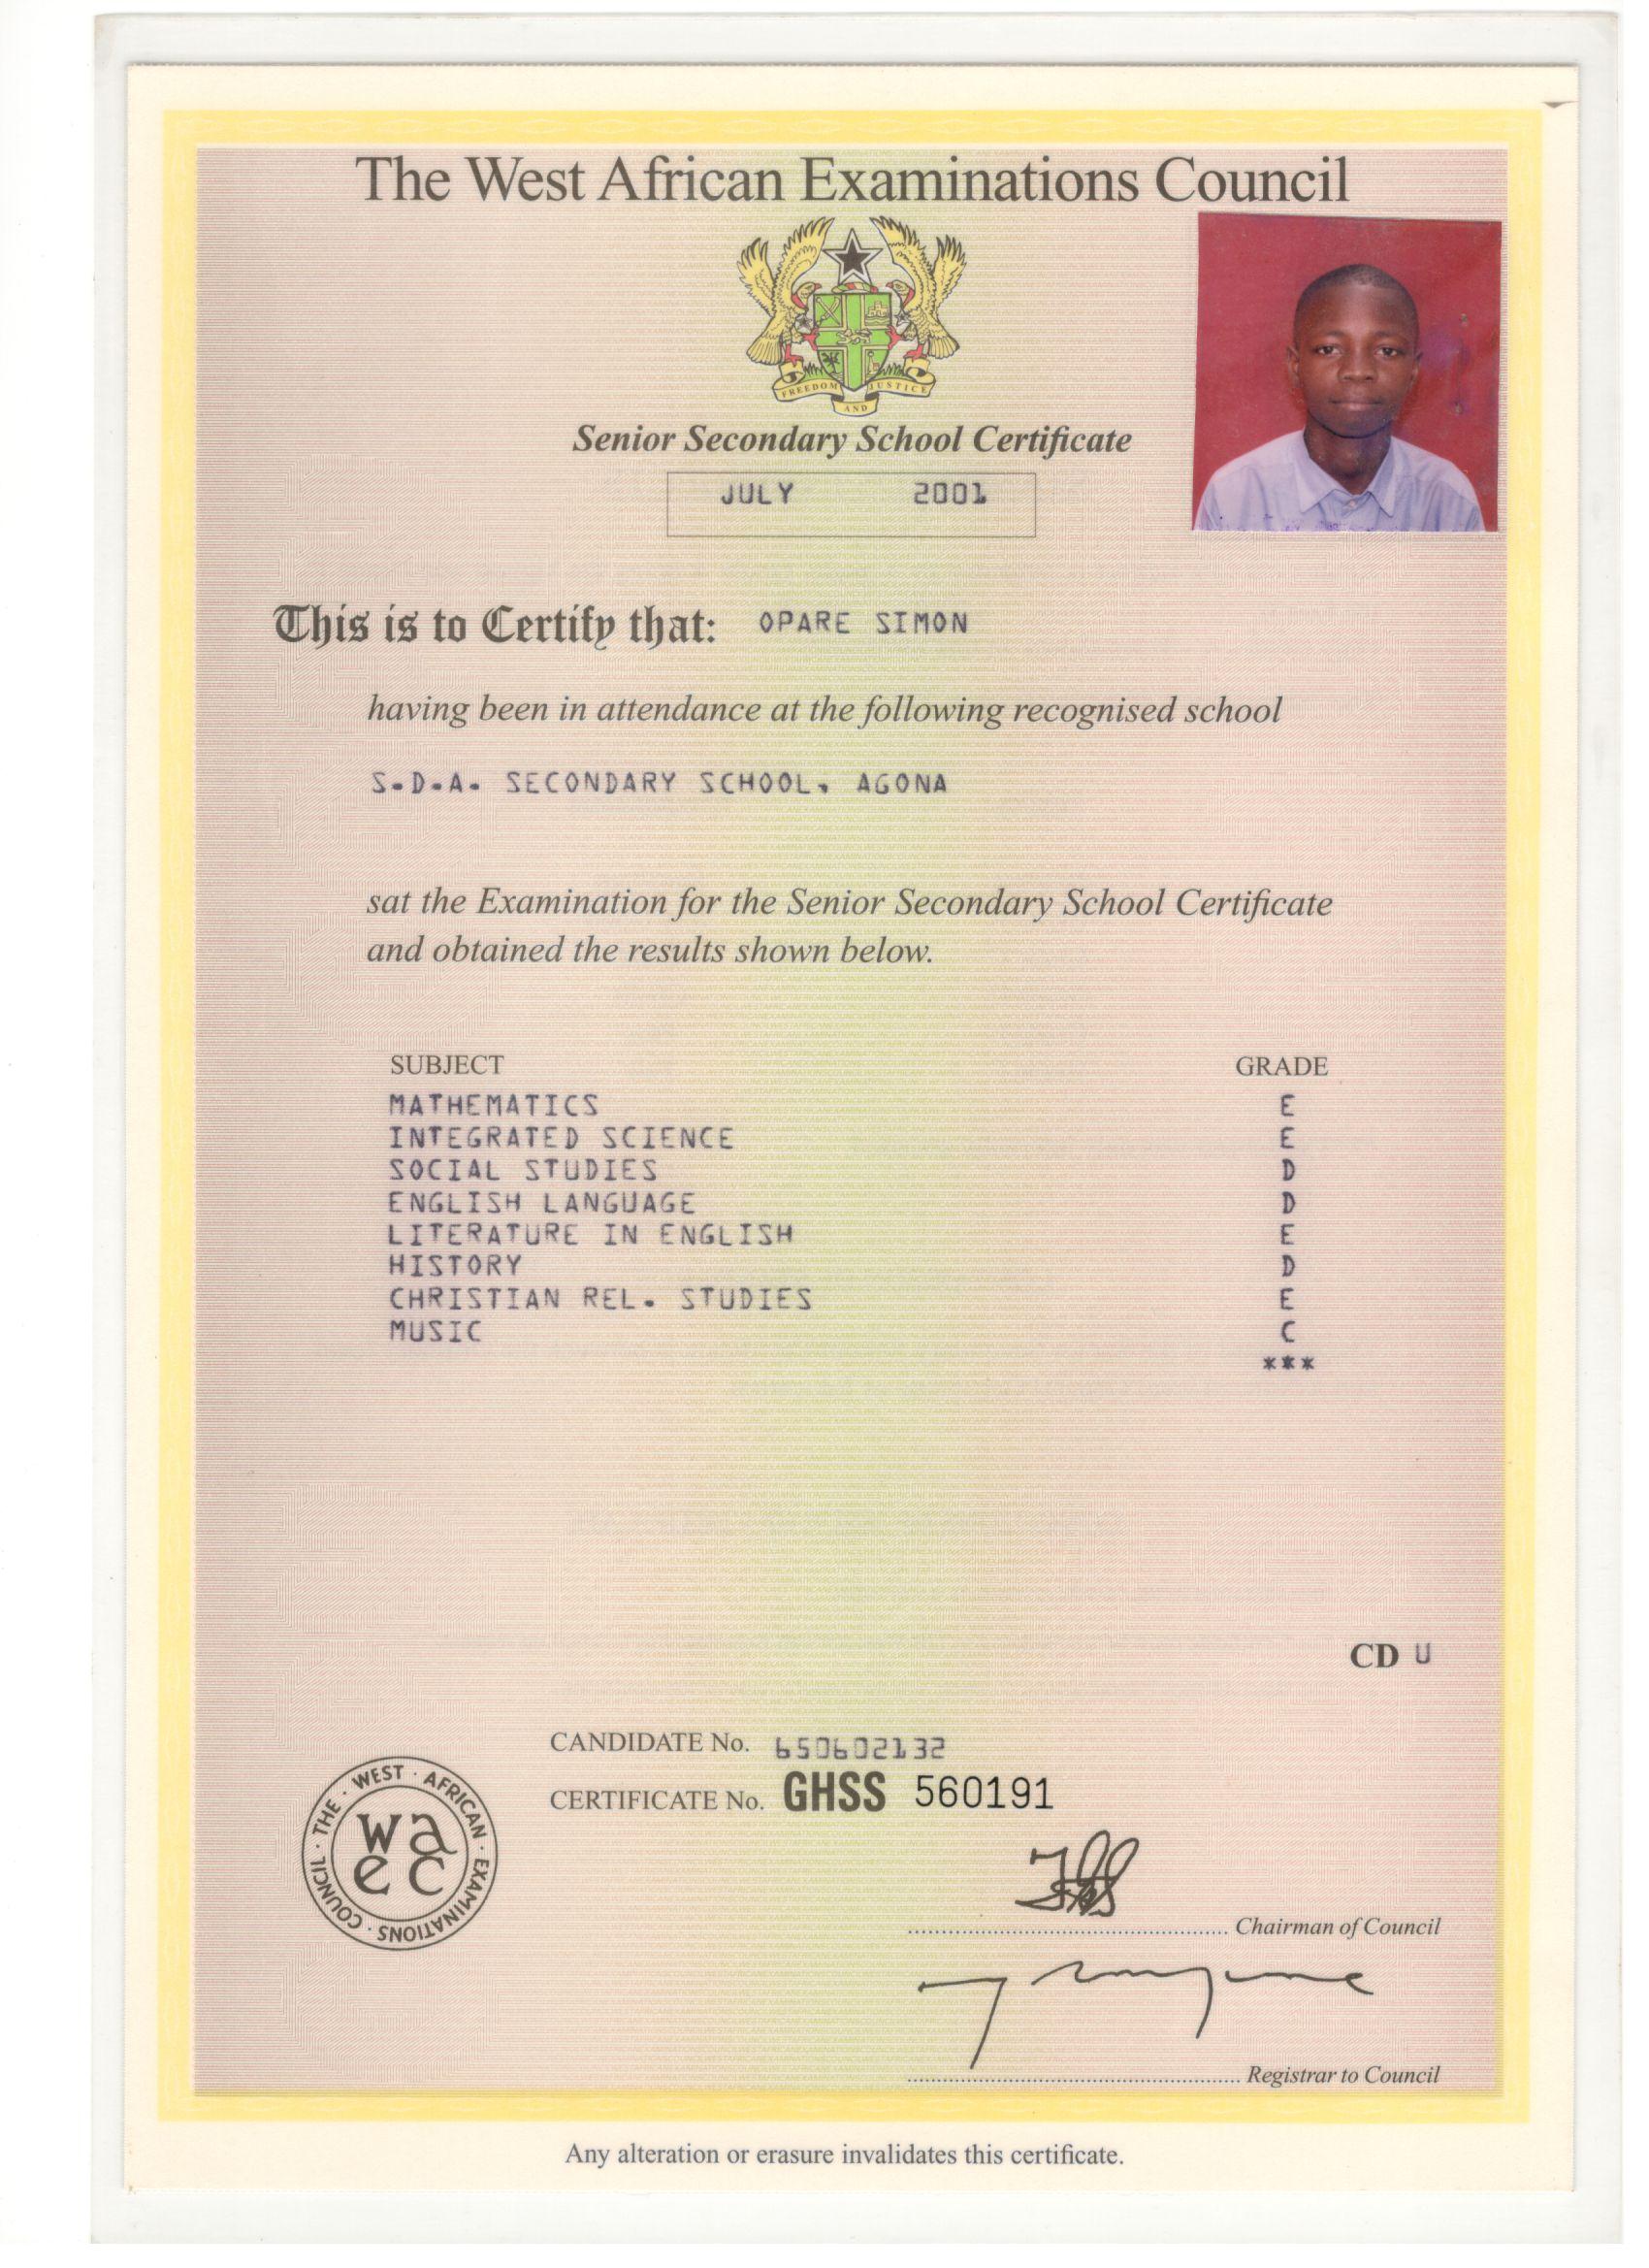 The West African Examinations Council
FREEDOM AND JUSTICE
Senior Secondary School Certificate
JULY 2001
This is to Certify that: OPARE SIMON
having been in attendance at the following recognised school
S.D.A. SECONDARY SCHOOL, AGONA
sat the Examination for the Senior Secondary School Certificate
and obtained the results shown below.
SUBJECT GRADE
MATHEMATICS E
INTEGRATED SCIENCE E
SOCIAL STUDIES D
ENGLISH LANGUAGE D
LITERATURE IN ENGLISH E
HISTORY D
CHRISTIAN REL. STUDIES E
MUSIC C
***
CD U
CANDIDATE No. 650602132
CERTIFICATE No. GHSS 560191
THE · WEST · AFRICAN · EXAMINATIONS · COUNCIL ·
wa
ec
Chairman of Council
Registrar to Council
Any alteration or erasure invalidates this certificate.